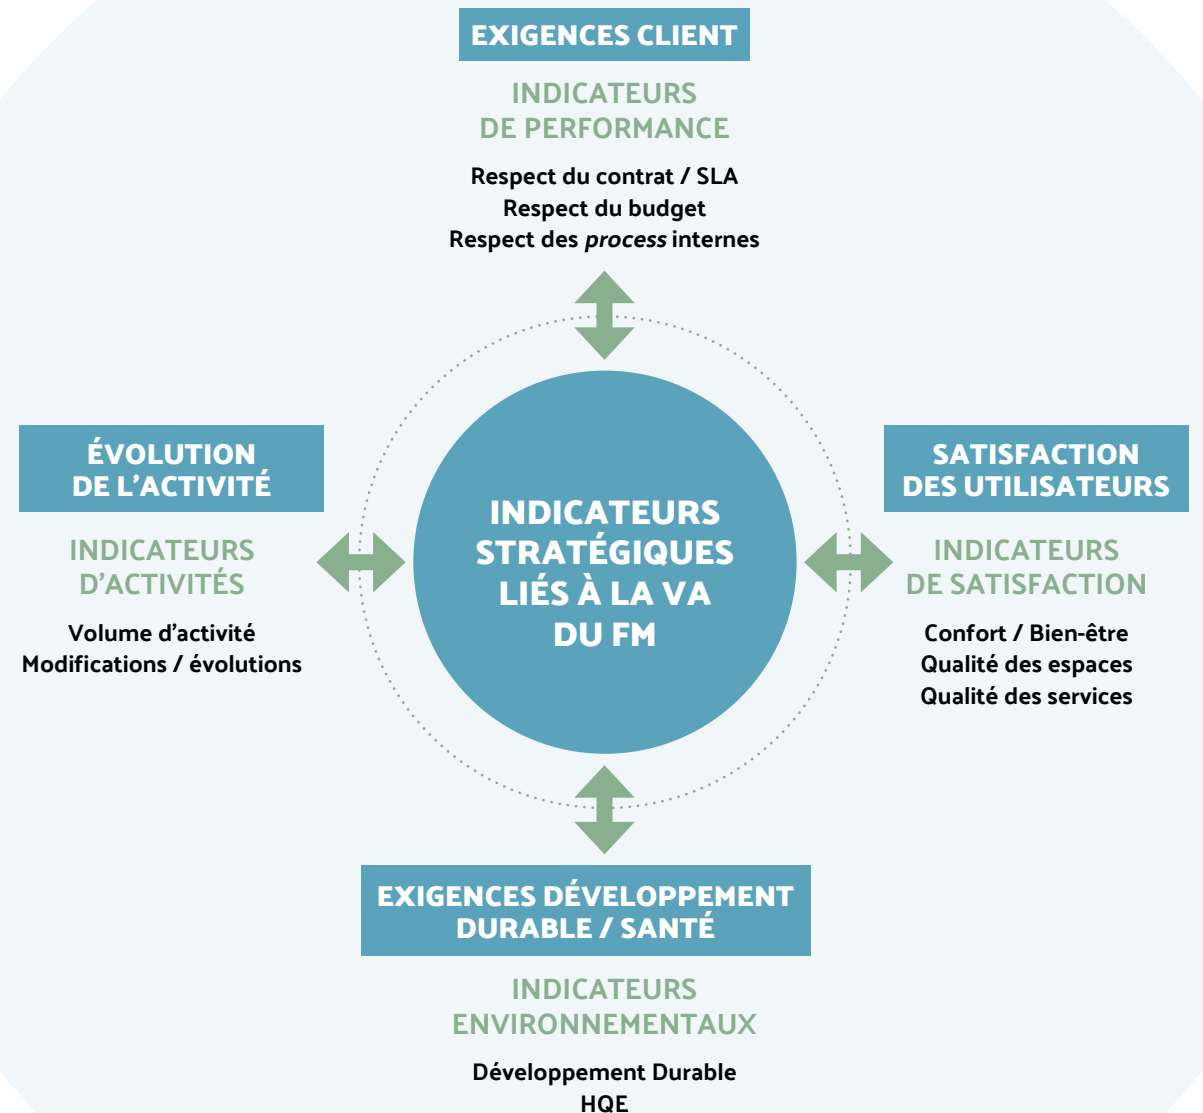 EXIGENCES CLIENT
INDICATEURS
DE PERFORMANCE
Respect du contrat / SLA
Respect du budget
Respect des process internes
ÉVOLUTION
DE L’ACTIVITÉ
INDICATEURS
D’ACTIVITÉS
Volume d’activité
Modifications / évolutions
INDICATEURS
STRATÉGIQUES
LIÉS À LA VA
DU FM
SATISFACTION
DES UTILISATEURS
INDICATEURS
DE SATISFACTION
Confort / Bien-être
Qualité des espaces
Qualité des services
EXIGENCES DÉVELOPPEMENT
DURABLE / SANTÉ
INDICATEURS
ENVIRONNEMENTAUX
Développement Durable
HQE